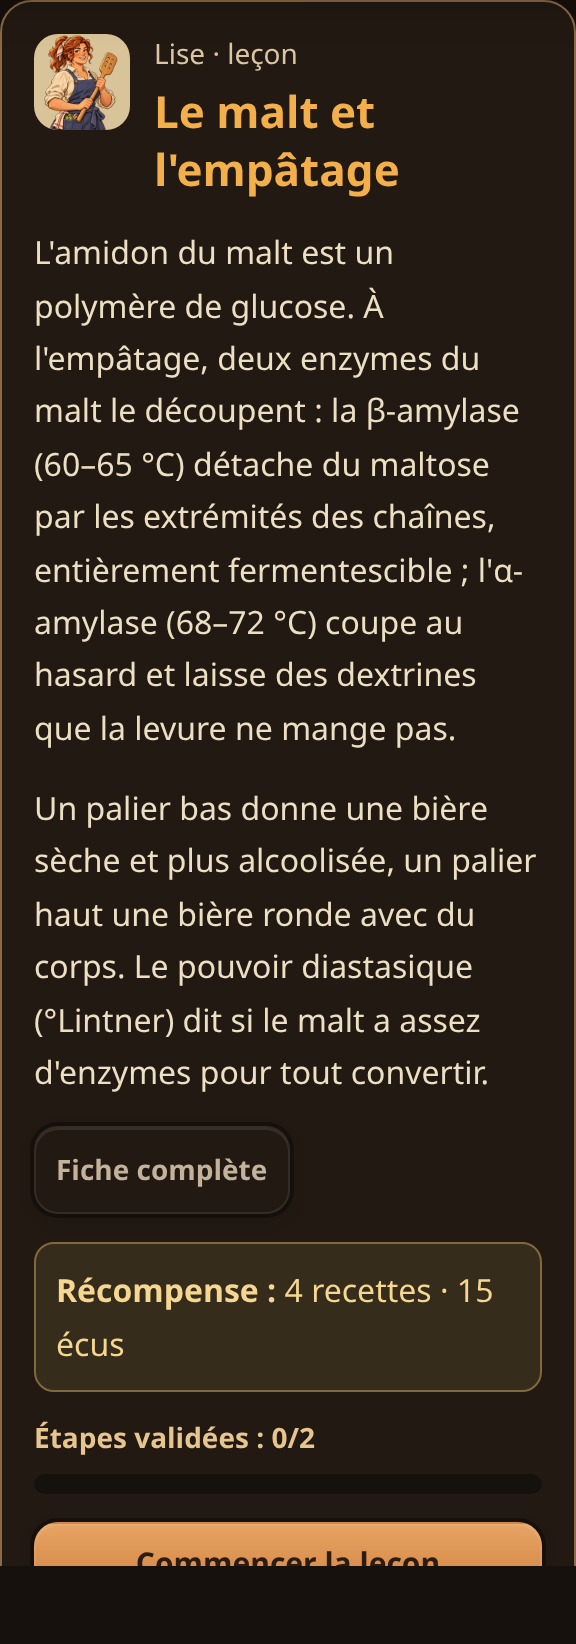 Lise · leçon
Le malt et
l'empâtage
L'amidon du malt est un
polymère de glucose. À
l'empâtage, deux enzymes du
malt le découpent : la β-amylase
(60–65 °C) détache du maltose
par les extrémités des chaînes,
entièrement fermentescible ; l'α-
amylase (68–72 °C) coupe au
hasard et laisse des dextrines
que la levure ne mange pas.
Un palier bas donne une bière
sèche et plus alcoolisée, un palier
haut une bière ronde avec du
corps. Le pouvoir diastasique
(°Lintner) dit si le malt a assez
d'enzymes pour tout convertir.
Fiche complète
Récompense : 4 recettes · 15
écus
Étapes validées : 0/2
Commencer la leçon